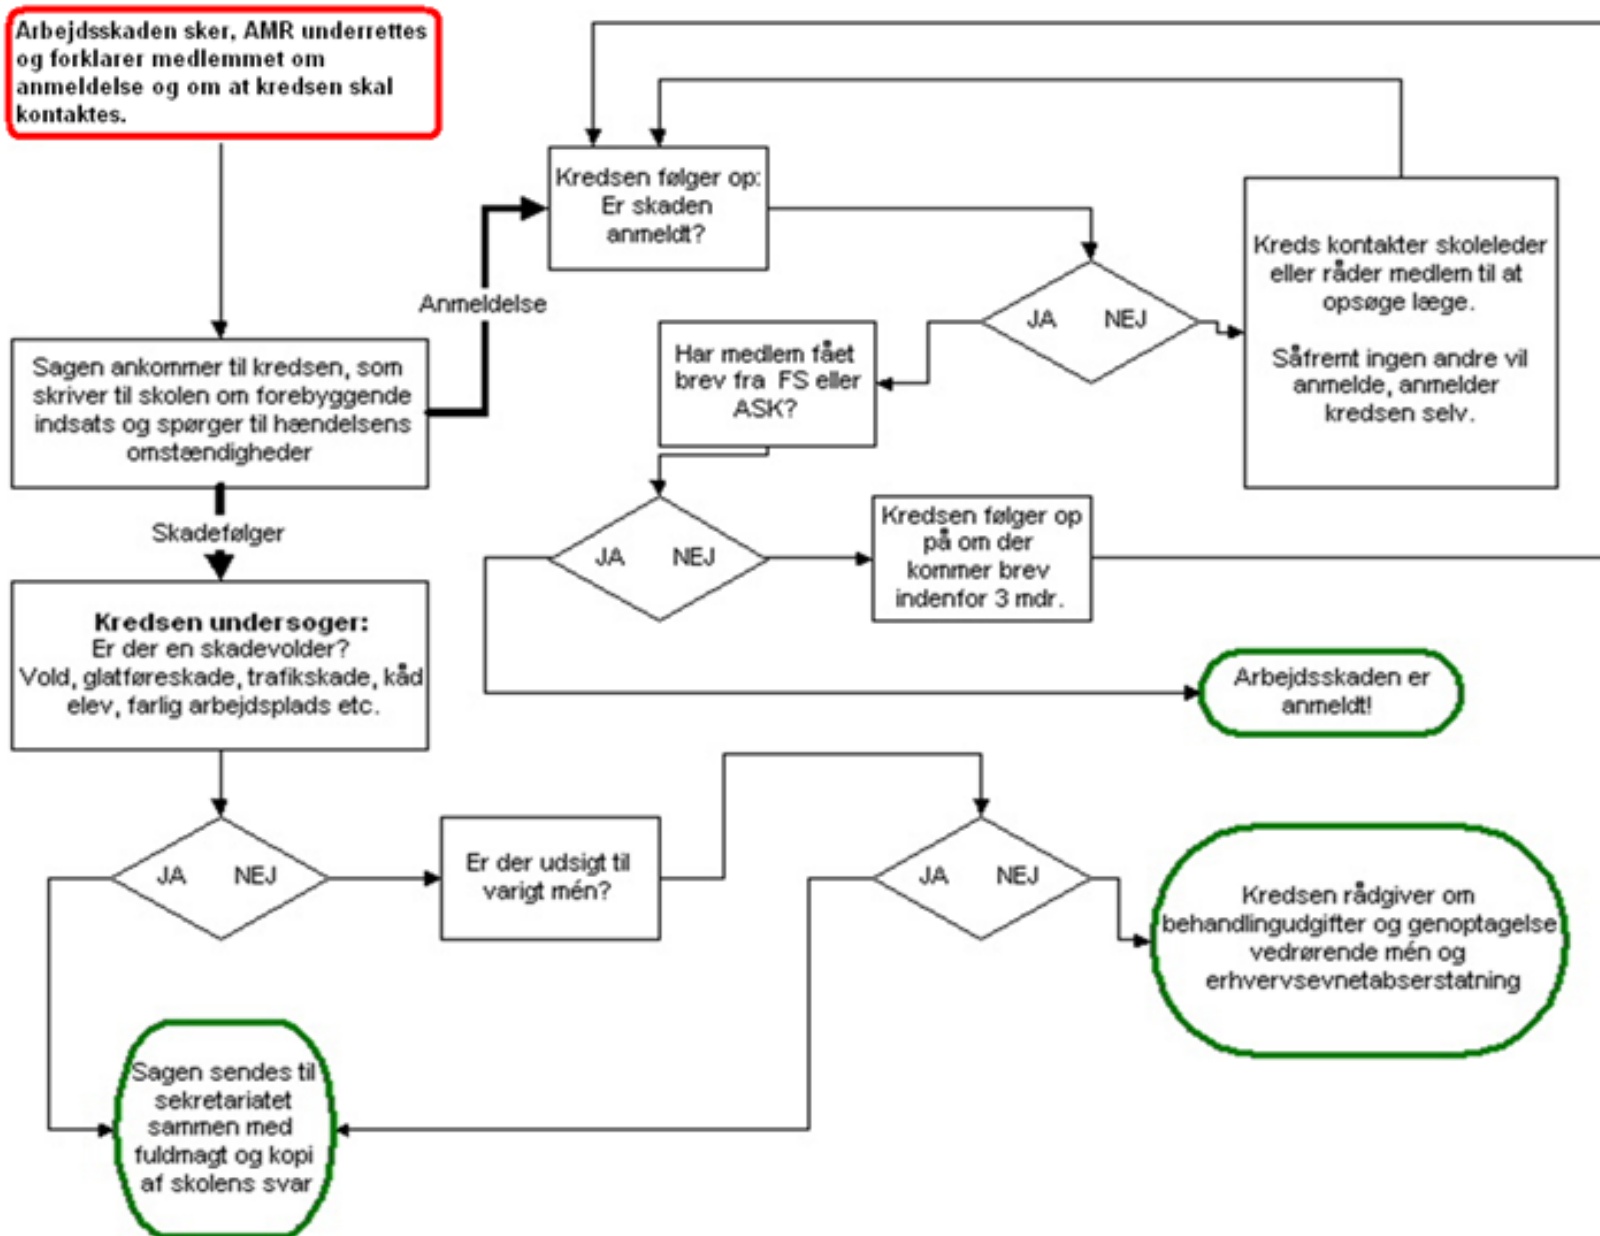 Arbejdsskaden sker, AMR underrettes
og forklarer medlemmet om
anmeldelse og om at kredsen skal
kontaktes.
Kredsen følger op:
Er skaden
anmeldt?
Kreds kontakter skoleleder
eller råder medlem til at
opsøge læge.
Såfremt ingen andre vil
anmelde, anmelder
kredsen selv.
Anmeldelse
JA NEJ
Har medlem fået
brev fra FS eller
ASK?
Sagen ankommer til kredsen, som
skriver til skolen om forebyggende
indsats og spørger til hændelsens
omstændigheder
Skadefølger
JA NEJ
Kredsen følger op
på om der
kommer brev
indenfor 3 mdr.
Kredsen undersoger:
Er der en skadevolder?
Vold, glatføreskade, trafikskade, kåd
elev, farlig arbejdsplads etc.
Arbejdsskaden er
anmeldt!
JA NEJ
Er der udsigt til
varigt mén?
JA NEJ
Kredsen rådgiver om
behandlingudgifter og genoptagelse
vedrørende mén og
erhvervsevnetabserstatning
Sagen sendes til
sekretariatet
sammen med
fuldmagt og kopi
af skolens svar